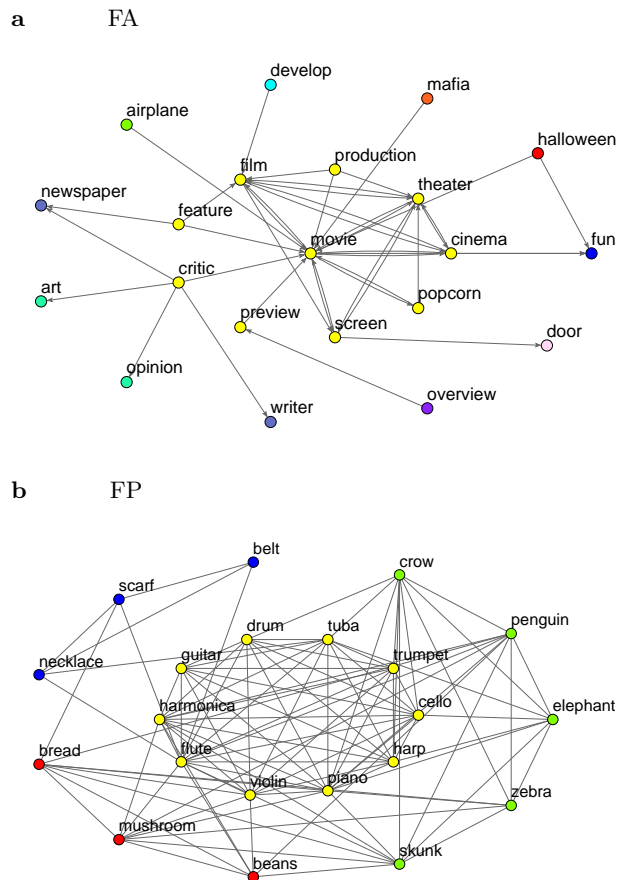 a FA
develop
mafia
airplane
halloween
production
film
theater
newspaper
feature
movie
cinema
fun
critic
art
popcorn
preview
screen
door
opinion
overview
writer
b FP
belt
crow
scarf
drum
tuba
penguin
guitar
trumpet
necklace
harmonica
cello
elephant
bread
flute
harp
violin
piano
zebra
mushroom
skunk
beans